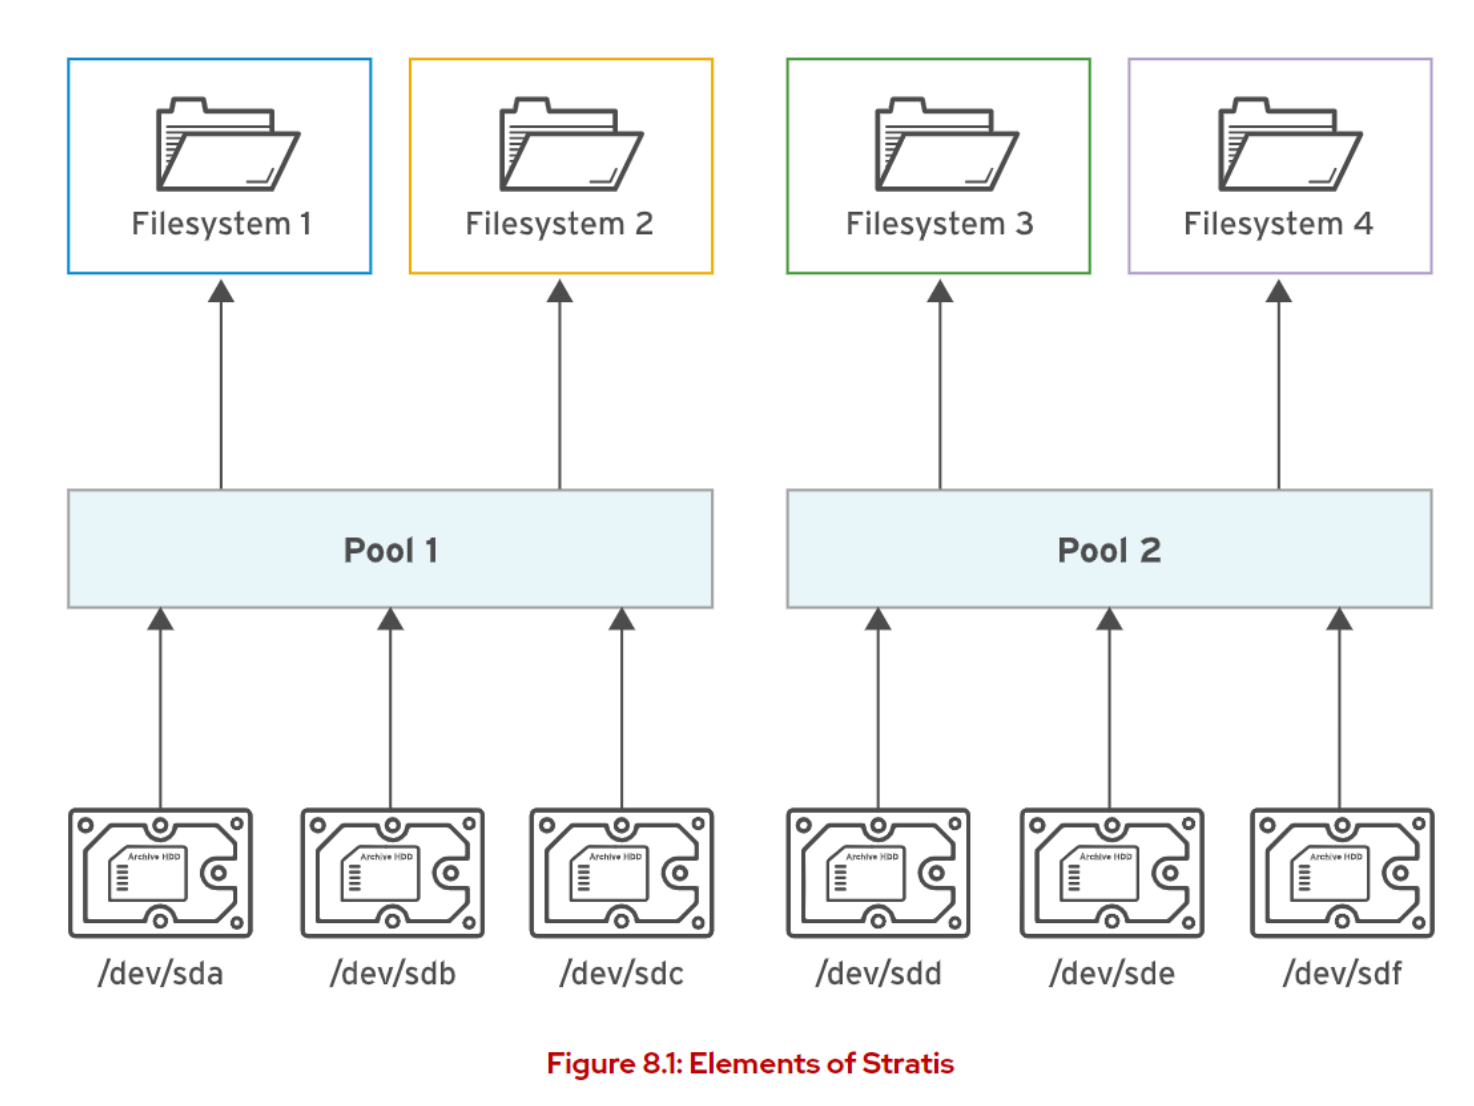 Filesystem 1
Filesystem 2
Filesystem 3
Filesystem 4
Pool 1
Pool 2
Archive HDD
Archive HDD
Archive HDD
Archive HDD
Archive HDD
Archive HDD
/dev/sda
/dev/sdb
/dev/sdc
/dev/sdd
/dev/sde
/dev/sdf
Figure 8.1: Elements of Stratis